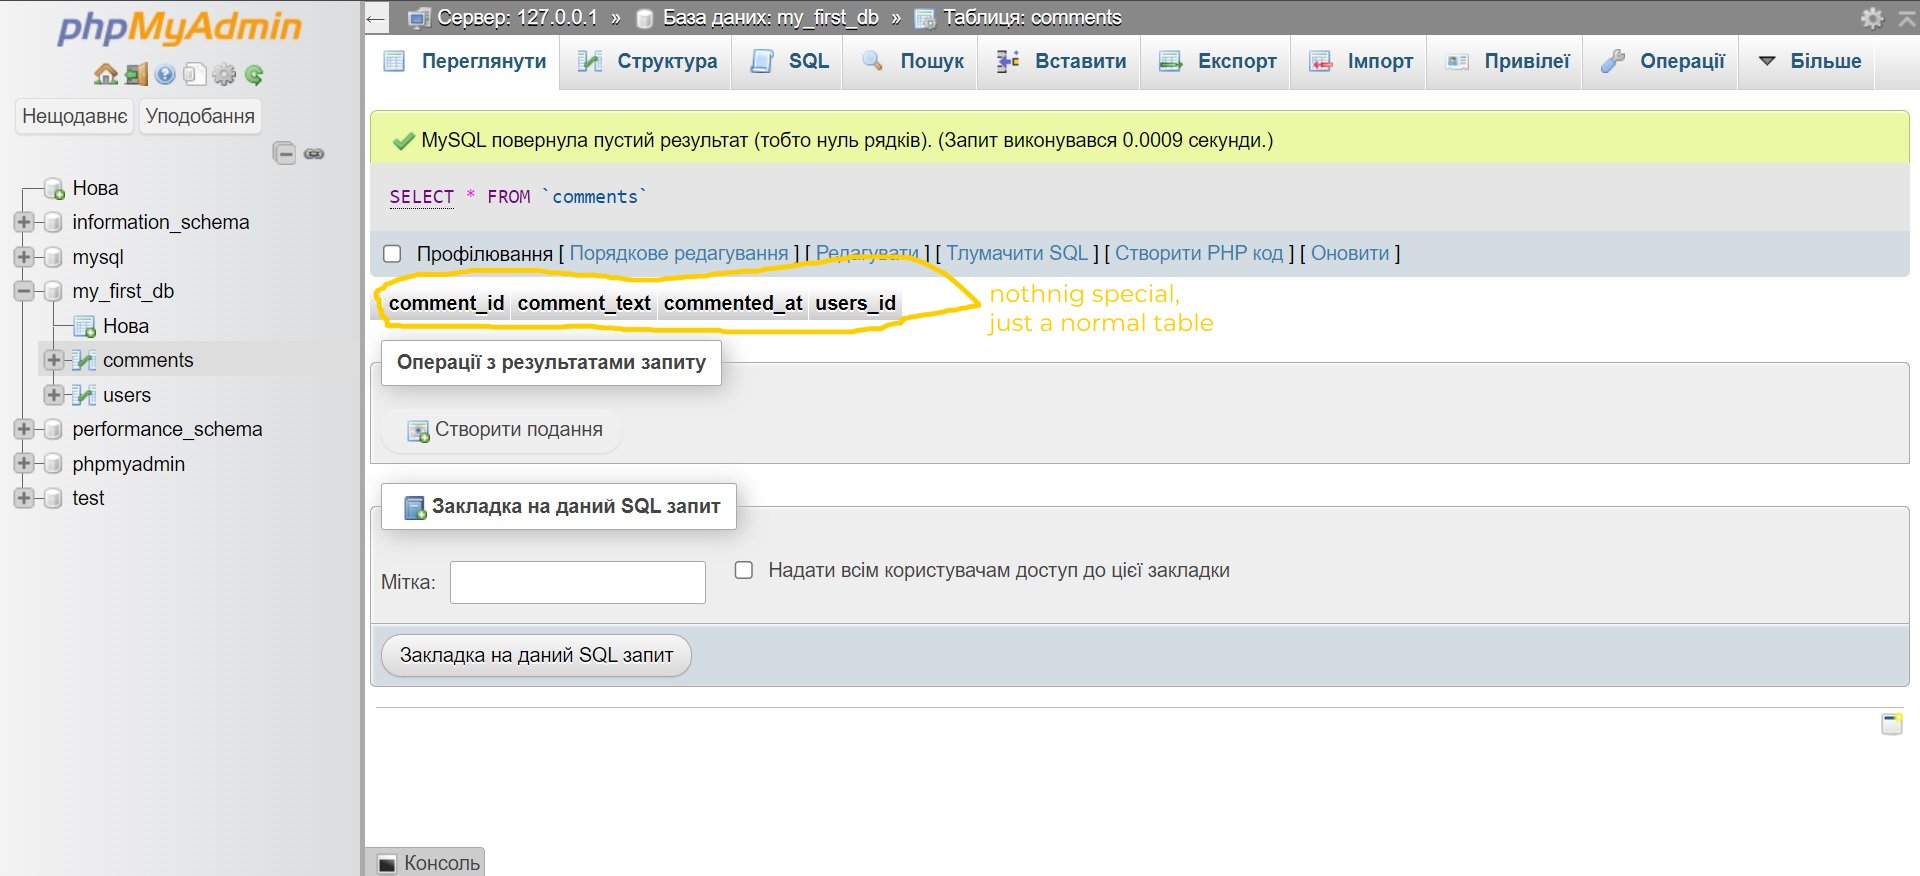 phpMyAdmin
Нещодавнє Уподобання
Нова
information_schema
mysql
my_first_db
Нова
comments
users
performance_schema
phpmyadmin
test
Сервер: 127.0.0.1 » База даних: my_first_db » Таблиця: comments
Переглянути Структура SQL Пошук Вставити Експорт Імпорт Привілеї Операції Більше
MySQL повернула пустий результат (тобто нуль рядків). (Запит виконувався 0.0009 секунди.)
SELECT * FROM `comments`
Профілювання [ Порядкове редагування ] [ Редагувати ] [ Тлумачити SQL ] [ Створити PHP код ] [ Оновити ]
comment_id comment_text commented_at users_id
nothnig special,
just a normal table
Операції з результатами запиту
Створити подання
Закладка на даний SQL запит
Мітка:
Надати всім користувачам доступ до цієї закладки
Закладка на даний SQL запит
Консоль